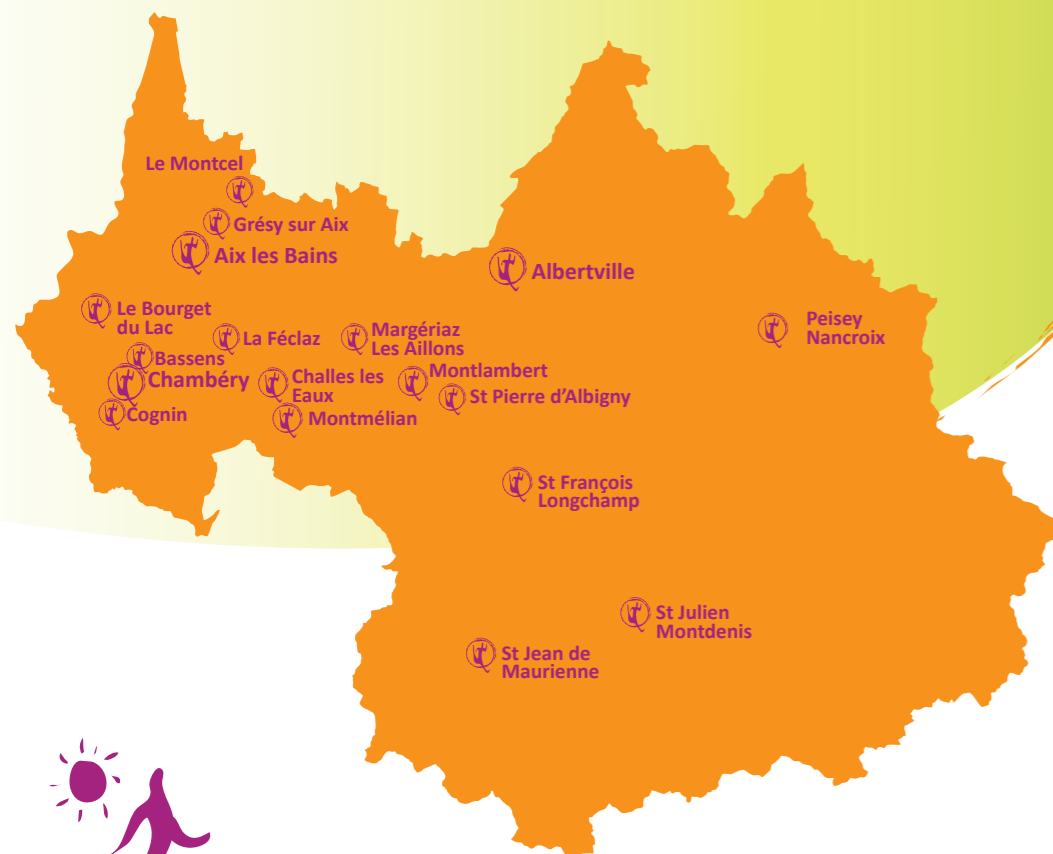 Le Montcel
Grésy sur Aix
Aix les Bains
Albertville
Le Bourget
du Lac
La Féclaz
Margériaz
Les Aillons
Peisey
Nancroix
Bassens
Chambéry
Challes les
Eaux
Montlambert
St Pierre d'Albigny
Cognin
Montmélian
St François
Longchamp
St Julien
Montdenis
St Jean de
Maurienne